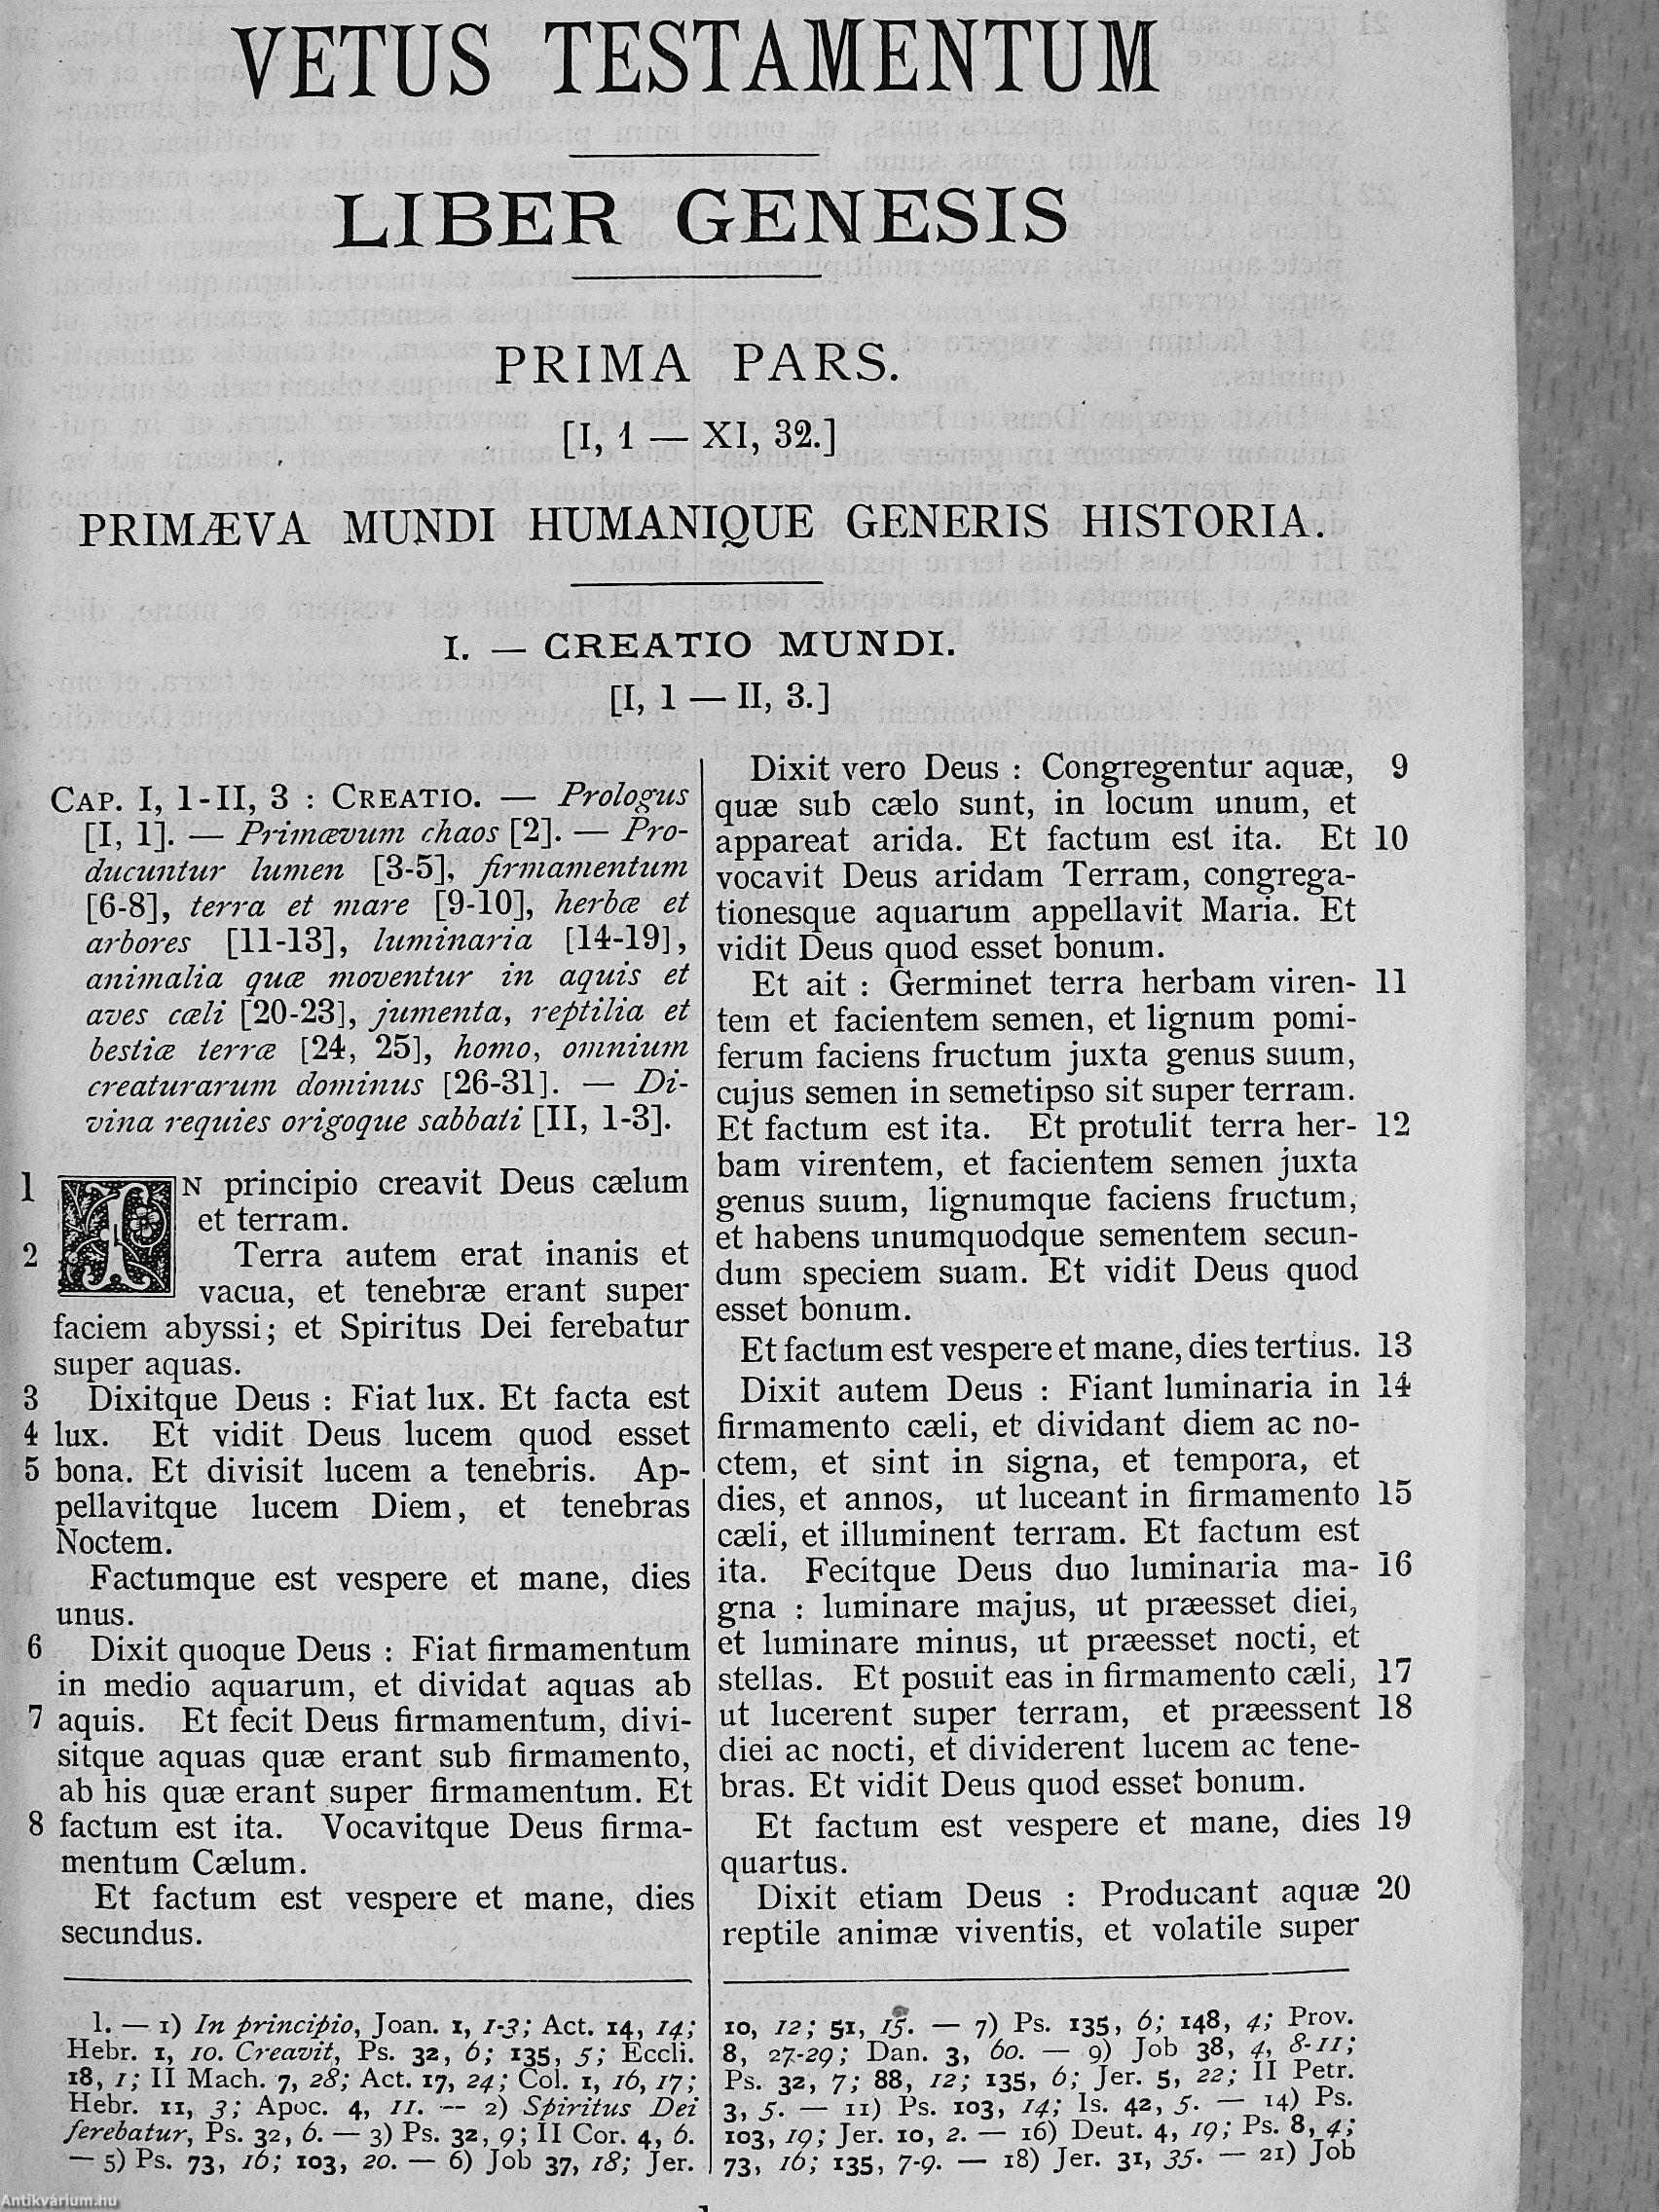 VETUS TESTAMENTUM
LIBER GENESIS
PRIMA PARS.
[I, 1 — XI, 32.]
PRIMÆVA MUNDI HUMANIQUE GENERIS HISTORIA.
I. — CREATIO MUNDI.
[I, 1 — II, 3.]
CAP. I, 1-II, 3 : CREATIO. — Prologus
[I, 1]. — Primævum chaos [2]. — Pro-
ducuntur lumen [3-5], firmamentum
[6-8], terra et mare [9-10], herbæ et
arbores [11-13], luminaria [14-19],
animalia quæ moventur in aquis et
aves cæli [20-23], jumenta, reptilia et
bestiæ terræ [24, 25], homo, omnium
creaturarum dominus [26-31]. — Di-
vina requies origoque sabbati [II, 1-3].
1 IN principio creavit Deus cælum
et terram.
2 Terra autem erat inanis et
vacua, et tenebræ erant super
faciem abyssi; et Spiritus Dei ferebatur
super aquas.
3 Dixitque Deus : Fiat lux. Et facta est
4 lux. Et vidit Deus lucem quod esset
5 bona. Et divisit lucem a tenebris. Ap-
pellavitque lucem Diem, et tenebras
Noctem.
Factumque est vespere et mane, dies
unus.
6 Dixit quoque Deus : Fiat firmamentum
in medio aquarum, et dividat aquas ab
7 aquis. Et fecit Deus firmamentum, divi-
sitque aquas quæ erant sub firmamento,
ab his quæ erant super firmamentum. Et
8 factum est ita. Vocavitque Deus firma-
mentum Cælum.
Et factum est vespere et mane, dies
secundus.
Dixit vero Deus : Congregentur aquæ, 9
quæ sub cælo sunt, in locum unum, et
appareat arida. Et factum est ita. Et 10
vocavit Deus aridam Terram, congrega-
tionesque aquarum appellavit Maria. Et
vidit Deus quod esset bonum.
Et ait : Germinet terra herbam viren- 11
tem et facientem semen, et lignum pomi-
ferum faciens fructum juxta genus suum,
cujus semen in semetipso sit super terram.
Et factum est ita. Et protulit terra her- 12
bam virentem, et facientem semen juxta
genus suum, lignumque faciens fructum,
et habens unumquodque sementem secun-
dum speciem suam. Et vidit Deus quod
esset bonum.
Et factum est vespere et mane, dies tertius. 13
Dixit autem Deus : Fiant luminaria in 14
firmamento cæli, et dividant diem ac no-
ctem, et sint in signa, et tempora, et
dies, et annos, ut luceant in firmamento 15
cæli, et illuminent terram. Et factum est
ita. Fecitque Deus duo luminaria ma- 16
gna : luminare majus, ut præesset diei,
et luminare minus, ut præesset nocti, et
stellas. Et posuit eas in firmamento cæli, 17
ut lucerent super terram, et præessent 18
diei ac nocti, et dividerent lucem ac tene-
bras. Et vidit Deus quod esset bonum.
Et factum est vespere et mane, dies 19
quartus.
Dixit etiam Deus : Producant aquæ 20
reptile animæ viventis, et volatile super
1. — 1) In principio, Joan. 1, 1-3; Act. 14, 14;
Hebr. 1, 10. Creavit, Ps. 32, 6; 135, 5; Eccli.
18, 1; II Mach. 7, 28; Act. 17, 24; Col. 1, 16, 17;
Hebr. 11, 3; Apoc. 4, 11. — 2) Spiritus Dei
ferebatur, Ps. 32, 6. — 3) Ps. 32, 9; II Cor. 4, 6.
— 5) Ps. 73, 16; 103, 20. — 6) Job 37, 18; Jer.
10, 12; 51, 15. — 7) Ps. 135, 6; 148, 4; Prov.
8, 27-29; Dan. 3, 60. — 9) Job 38, 4, 8-11;
Ps. 32, 7; 88, 12; 135, 6; Jer. 5, 22; II Petr.
3, 5. — 11) Ps. 103, 14; Is. 42, 5. — 14) Ps.
103, 19; Jer. 10, 2. — 16) Deut. 4, 19; Ps. 8, 4;
73, 16; 135, 7-9. — 18) Jer. 31, 35. — 21) Job
Antikvárium.hu